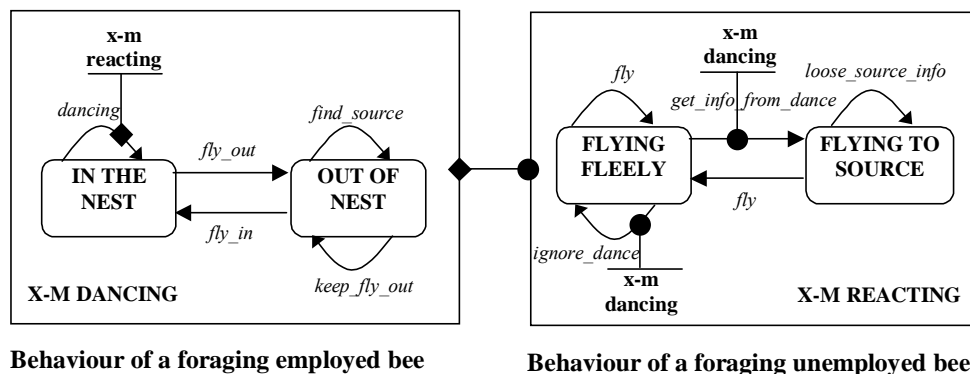 x-m
reacting
dancing
find_source
fly_out
IN THE
NEST
OUT OF
NEST
fly_in
keep_fly_out
X-M DANCING
Behaviour of a foraging employed bee
x-m
dancing
fly
loose_source_info
get_info_from_dance
FLYING
FLEELY
FLYING TO
SOURCE
fly
ignore_dance
x-m
dancing
X-M REACTING
Behaviour of a foraging unemployed bee